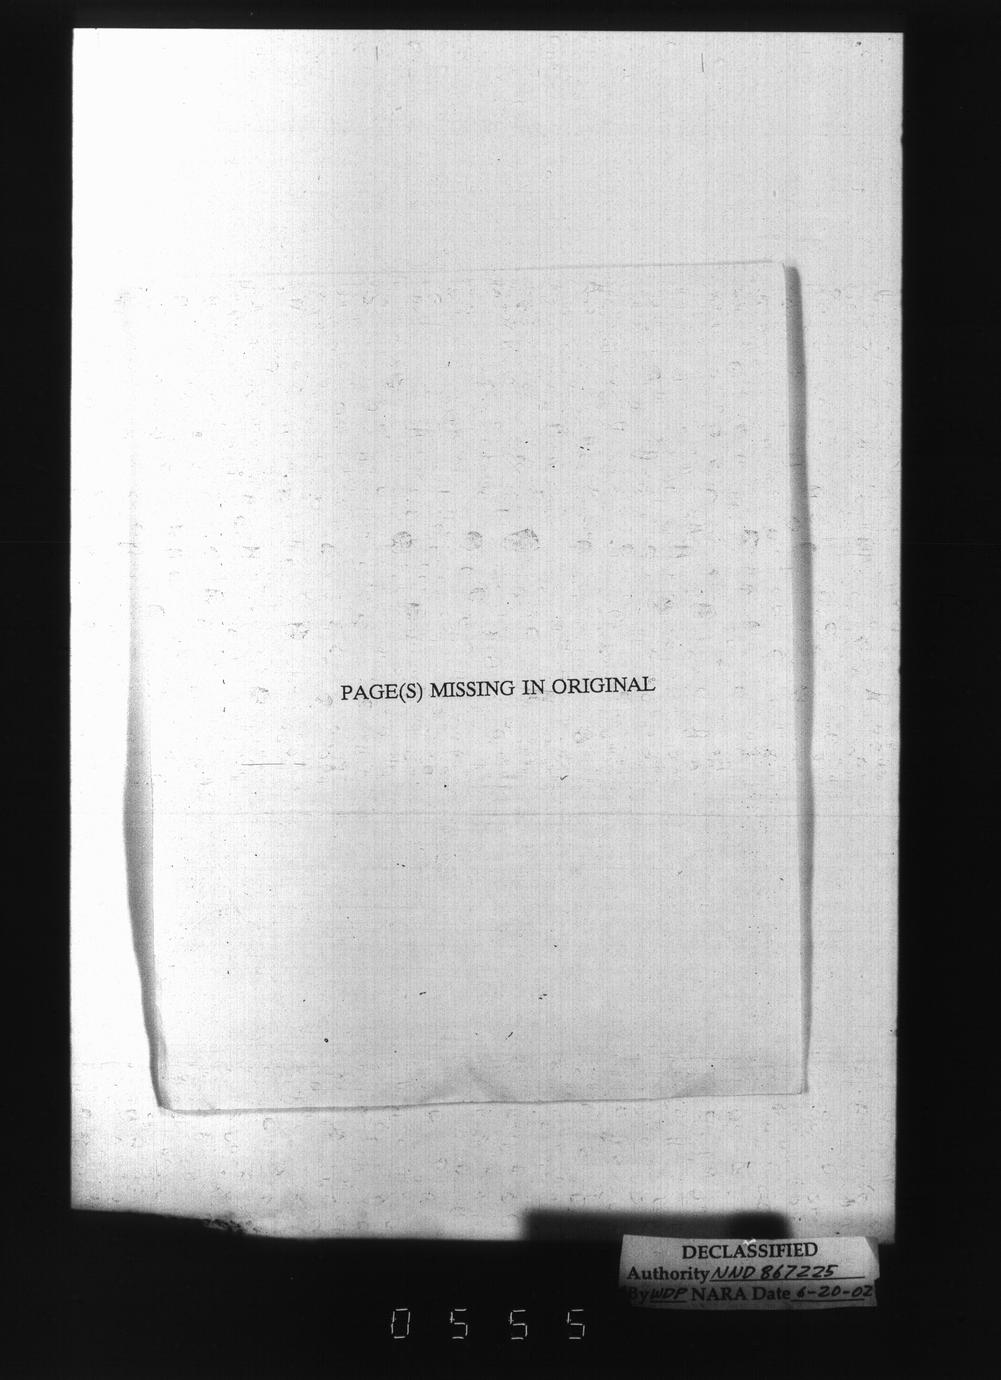 PAGE(S) MISSING IN ORIGINAL
DECLASSIFIED
Authority NND 867225
By WDP NARA Date 6-20-02
0555